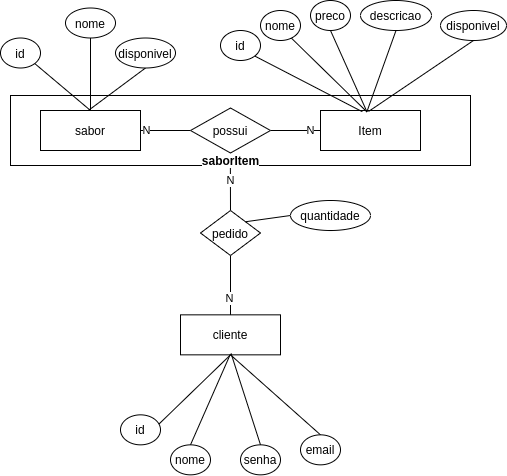 nome
id
disponivel
id
nome
preco
descricao
disponivel
sabor
N
possui
N
Item
saborItem
N
pedido
quantidade
N
cliente
id
nome
senha
email